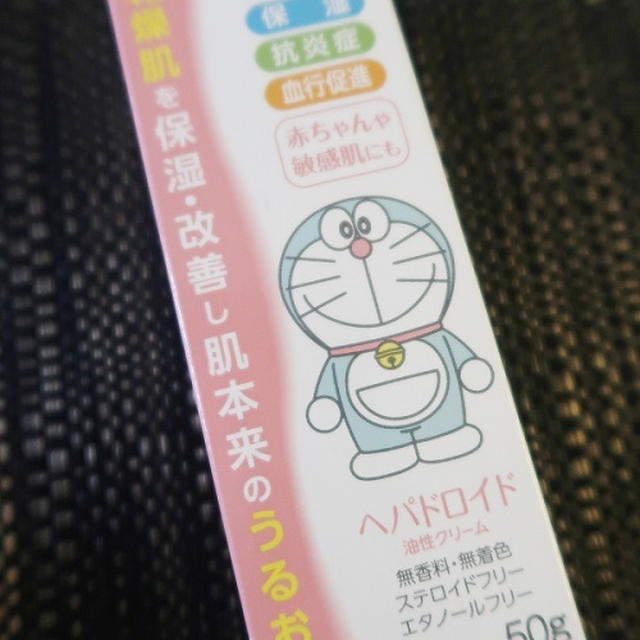 燥肌を保湿・改善し肌本来のうるお
保湿
抗炎症
血行促進
赤ちゃんや
敏感肌にも
ヘパドロイド
油性クリーム
無香料・無着色
ステロイドフリー
エタノールフリー
50g